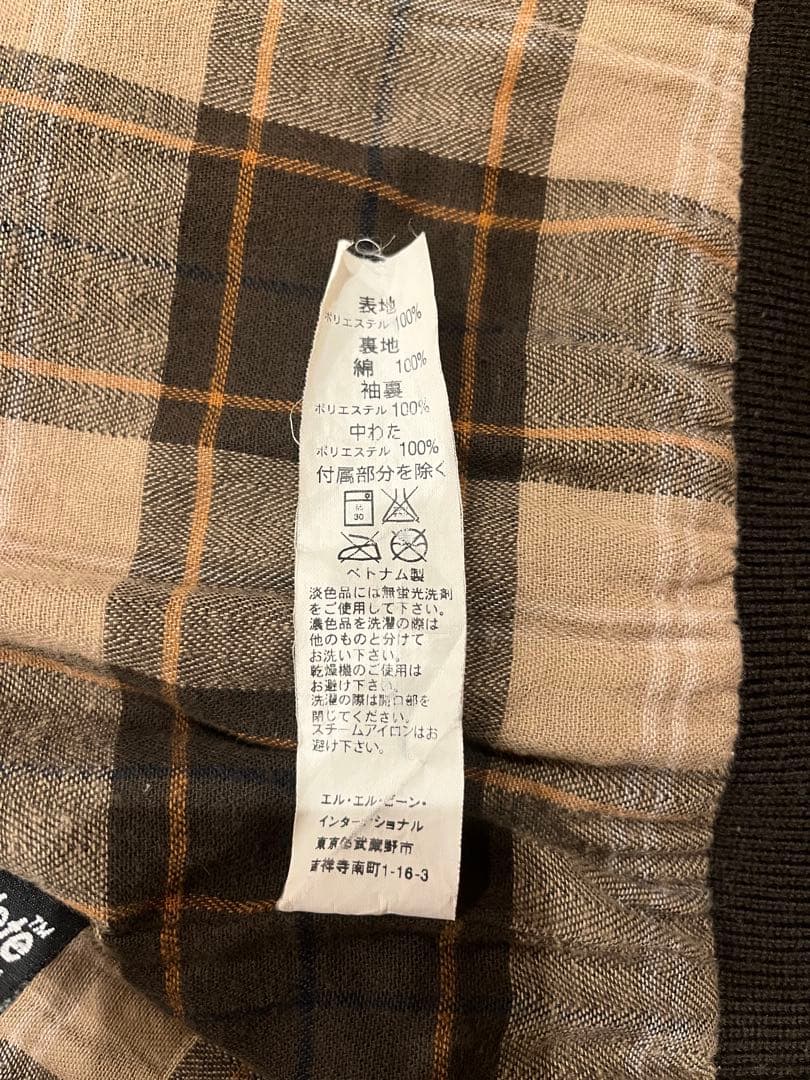 表地
ポリエステル 100%
裏地
綿 100%
袖裏
ポリエステル 100%
中わた
ポリエステル 100%
付属部分を除く
30
ベトナム製
淡色品には無蛍光洗剤
をご使用して下さい。
濃色品を洗濯の際は
他のものと分けて
お洗い下さい。
乾燥機のご使用は
お避け下さい。
洗濯の際は開口部を
閉じてください。
スチームアイロンはお
避け下さい。
エル・エル・ビーン・
インターナショナル
東京都武蔵野市
吉祥寺南町1-16-3
TM